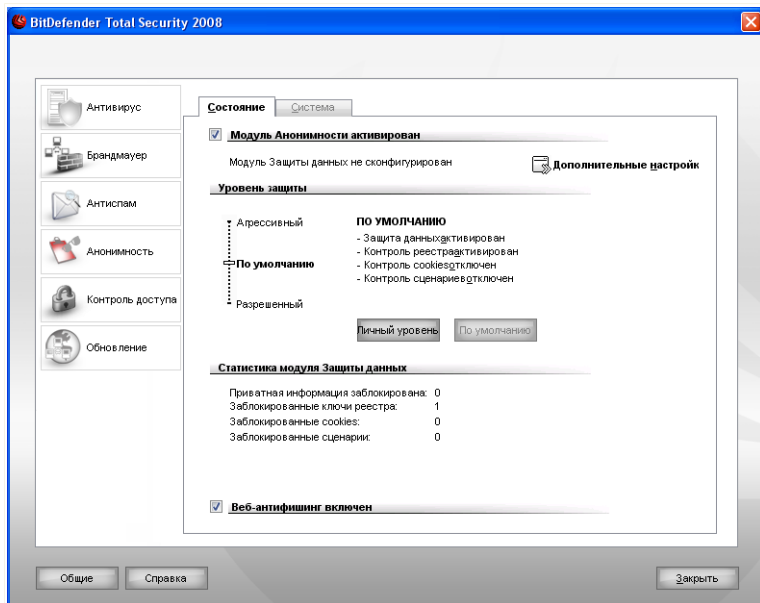 BitDefender Total Security 2008
Антивирус
Брандмауер
Антиспам
Анонимность
Контроль доступа
Обновление
Состояние Система
Модуль Анонимности активирован
Модуль Защиты данных не сконфигурирован
Дополнительные настройк
Уровень защиты
Агрессивный
По умолчанию
Разрешенный
ПО УМОЛЧАНИЮ
- Защита данныхактивирован
- Контроль реестраактивирован
- Контроль cookiesотключен
- Контроль сценариевотключен
Личный уровень По умолчанию
Статистика модуля Защиты данных
Приватная информация заблокирована: 0
Заблокированные ключи реестра: 1
Заблокированные cookies: 0
Заблокированные сценарии: 0
Веб-антифишинг включен
Общие Справка Закрыть